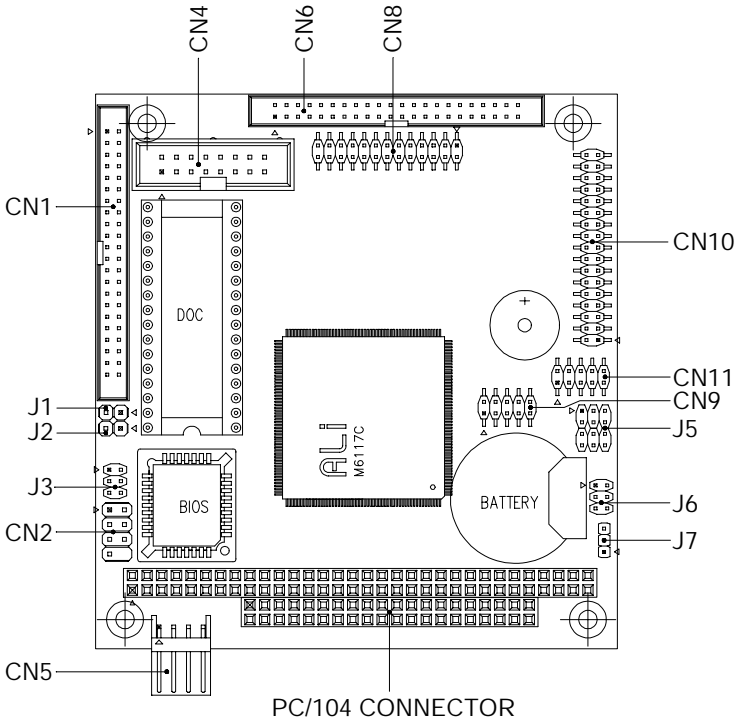 CN4
CN6
CN8
CN1
CN10
DOC
+
CN11
J1
CN9
J2
J5
ALi
M6117C
J3
BIOS
BATTERY
J6
CN2
J7
CN5
PC/104 CONNECTOR